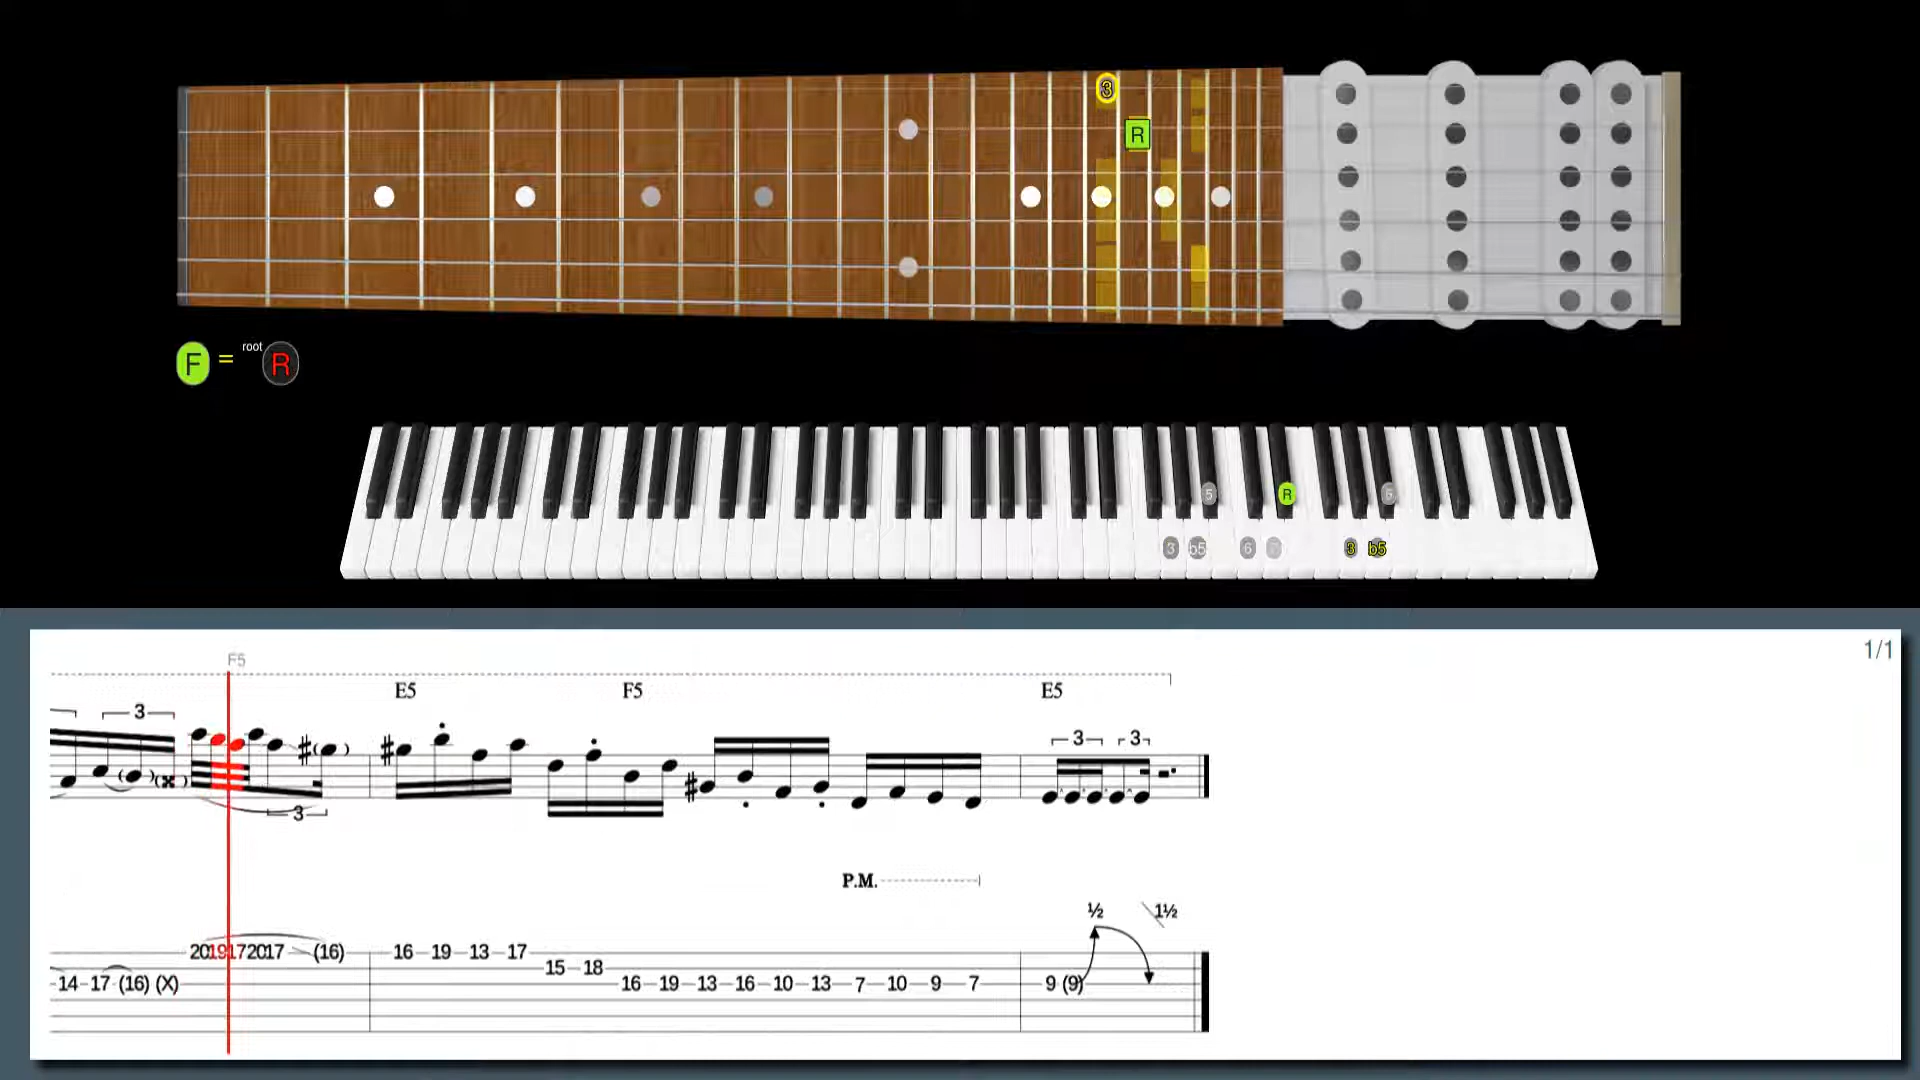 3
R
F = root R
5 R 5
3 b5 6 7 3 b5
1/1
F5
E5 F5 E5
3 3 3
3
P.M.
½ 1½
20 19 17 20 17 (16) 16 19 13 17
15 18
14 17 (16) (X) 16 19 13 16 10 13 7 10 9 7 9 (9)